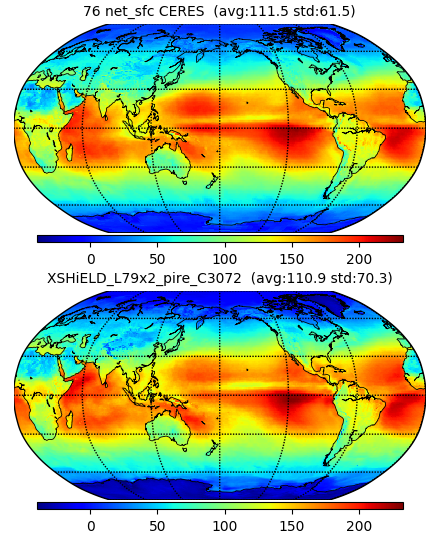 76 net_sfc CERES (avg:111.5 std:61.5)
0 50 100 150 200
XSHiELD_L79x2_pire_C3072 (avg:110.9 std:70.3)
0 50 100 150 200